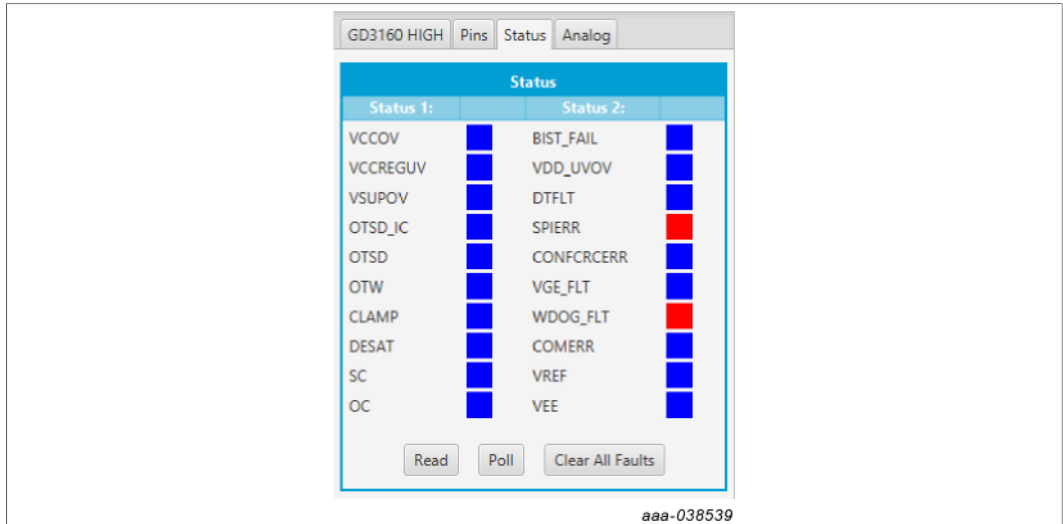 GD3160 HIGH Pins Status Analog
Status
Status 1: Status 2:
VCCOV BIST_FAIL
VCCREGUV VDD_UVOV
VSUPOV DTFLT
OTSD_IC SPIERR
OTSD CONFCRCERR
OTW VGE_FLT
CLAMP WDOG_FLT
DESAT COMERR
SC VREF
OC VEE
Read Poll Clear All Faults
aaa-038539